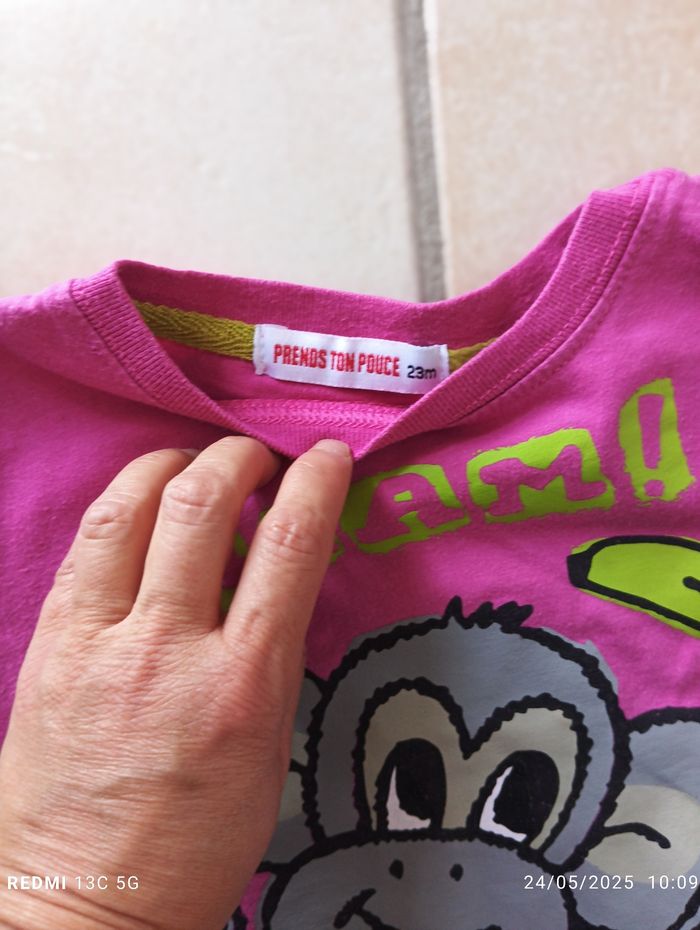 PRENDS TON POUCE 23m
AM!
REDMI 13C 5G
24/05/2025 10:09